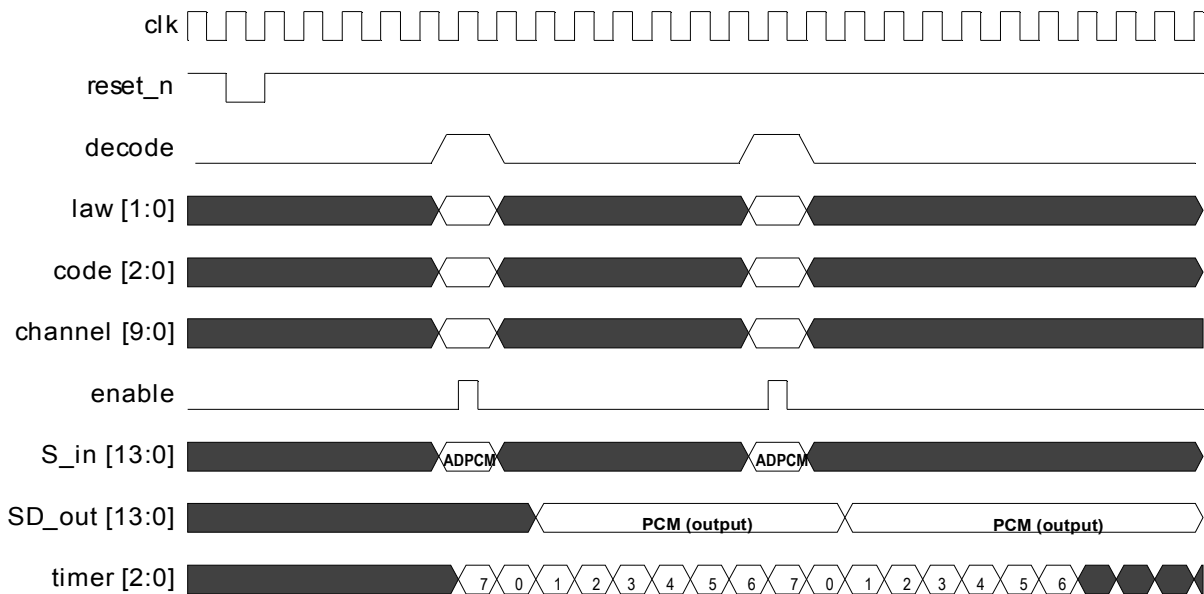 clk
reset_n
decode
law [1:0]
code [2:0]
channel [9:0]
enable
S_in [13:0] ADPCM ADPCM
SD_out [13:0] PCM (output) PCM (output)
timer [2:0] 7 0 1 2 3 4 5 6 7 0 1 2 3 4 5 6